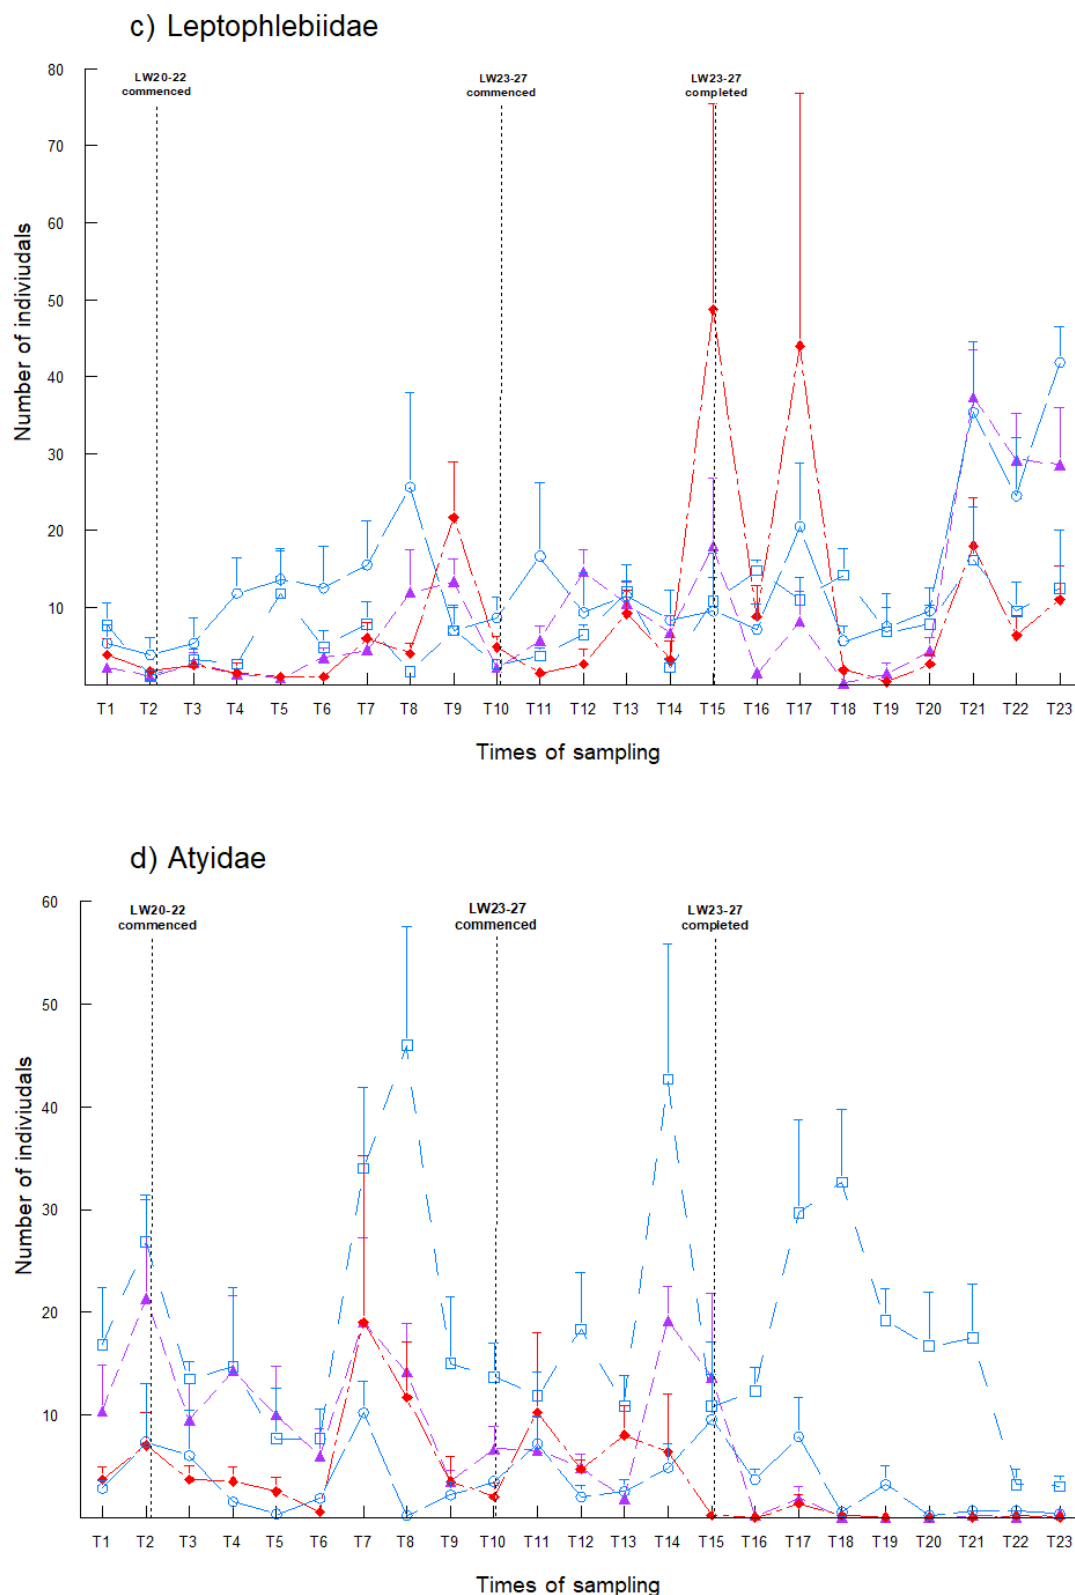 c) Leptophlebiidae
80
LW20-22
commenced
LW23-27
commenced
LW23-27
completed
70
60
50
40
30
20
10
Number of indiviudals
T1 T2 T3 T4 T5 T6 T7 T8 T9 T10 T11 T12 T13 T14 T15 T16 T17 T18 T19 T20 T21 T22 T23
Times of sampling
d) Atyidae
60
LW20-22
commenced
LW23-27
commenced
LW23-27
completed
50
40
30
20
10
Number of indiviudals
T1 T2 T3 T4 T5 T6 T7 T8 T9 T10 T11 T12 T13 T14 T15 T16 T17 T18 T19 T20 T21 T22 T23
Times of sampling